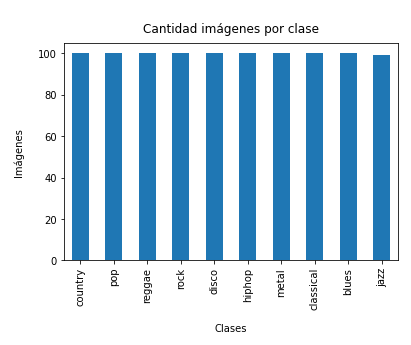 Cantidad imágenes por clase
Imágenes
100
80
60
40
20
0
country pop reggae rock disco hiphop metal classical blues jazz
Clases